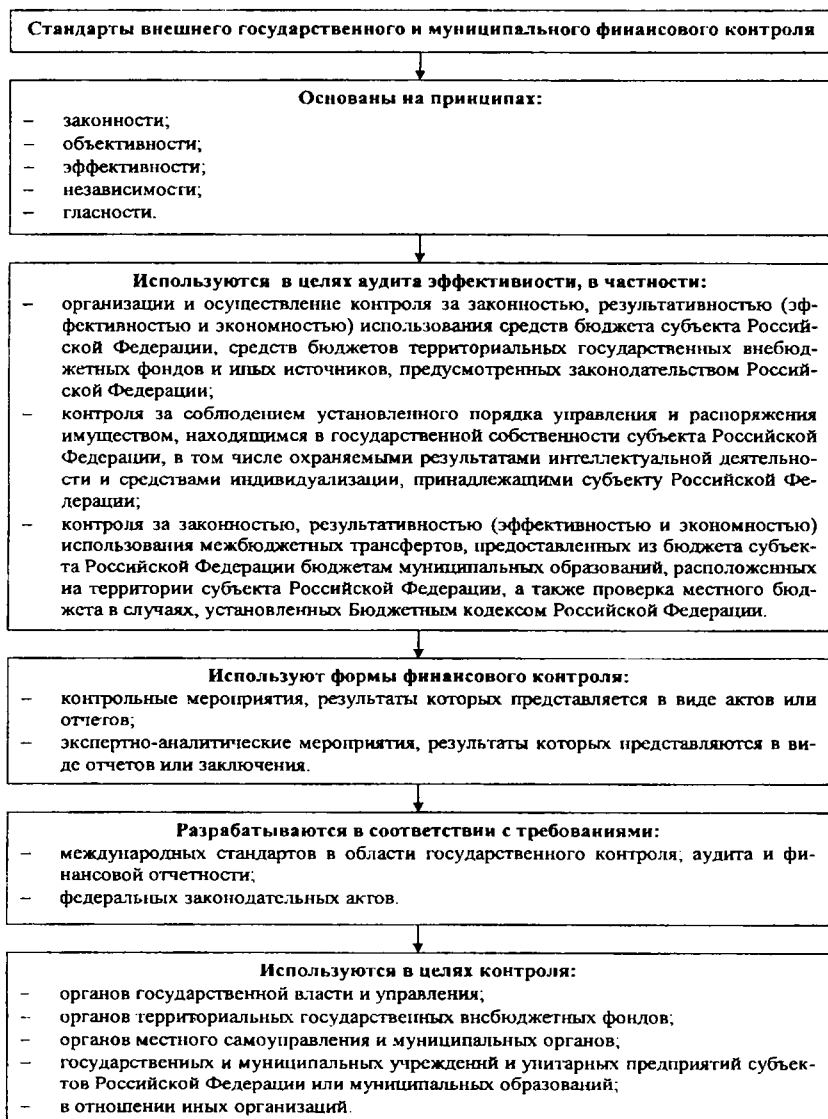 Стандарты внешнего государственного и муниципального финансового контроля
Основаны на принципах:
– законности;
– объективности;
– эффективности;
– независимости;
– гласности.
Используются в целях аудита эффективности, в частности:
– организации и осуществление контроля за законностью, результативностью (эф-
фективностью и экономностью) использования средств бюджета субъекта Россий-
ской Федерации, средств бюджетов территориальных государственных внебюд-
жетных фондов и иных источников, предусмотренных законодательством Россий-
ской Федерации;
– контроля за соблюдением установленного порядка управления и распоряжения
имуществом, находящимся в государственной собственности субъекта Российской
Федерации, в том числе охраняемыми результатами интеллектуальной деятельно-
сти и средствами индивидуализации, принадлежащими субъекту Российской Фе-
дерации;
– контроля за законностью, результативностью (эффективностью и экономностью)
использования межбюджетных трансфертов, предоставленных из бюджета субъек-
та Российской Федерации бюджетам муниципальных образований, расположенных
на территории субъекта Российской Федерации, а также проверка местного бюд-
жета в случаях, установленных Бюджетным кодексом Российской Федерации.
Используют формы финансового контроля:
– контрольные мероприятия, результаты которых представляется в виде актов или
отчетов;
– экспертно-аналитические мероприятия, результаты которых представляются в ви-
де отчетов или заключения.
Разрабатываются в соответствии с требованиями:
– международных стандартов в области государственного контроля, аудита и фи-
нансовой отчетности;
– федеральных законодательных актов.
Используются в целях контроля:
– органов государственной власти и управления;
– органов территориальных государственных внебюджетных фондов;
– органов местного самоуправления и муниципальных органов;
– государственных и муниципальных учреждений и унитарных предприятий субъек-
тов Российской Федерации или муниципальных образований;
– в отношении иных организаций.